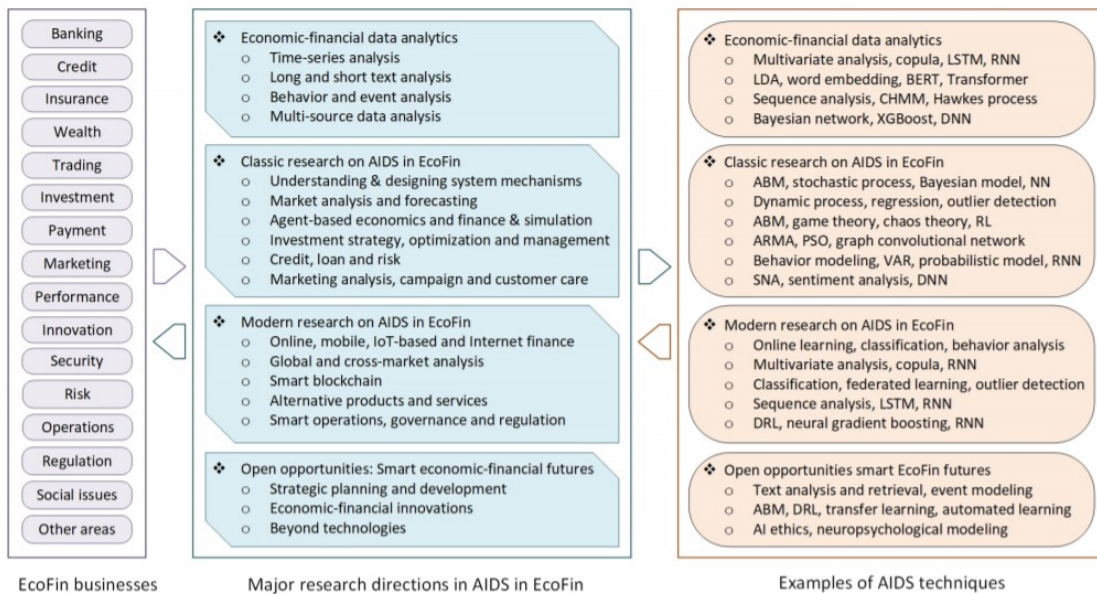 Banking
Credit
Insurance
Wealth
Trading
Investment
Payment
Marketing
Performance
Innovation
Security
Risk
Operations
Regulation
Social issues
Other areas
EcoFin businesses
❖ Economic-financial data analytics
o Time-series analysis
o Long and short text analysis
o Behavior and event analysis
o Multi-source data analysis
❖ Classic research on AIDS in EcoFin
o Understanding & designing system mechanisms
o Market analysis and forecasting
o Agent-based economics and finance & simulation
o Investment strategy, optimization and management
o Credit, loan and risk
o Marketing analysis, campaign and customer care
❖ Modern research on AIDS in EcoFin
o Online, mobile, IoT-based and Internet finance
o Global and cross-market analysis
o Smart blockchain
o Alternative products and services
o Smart operations, governance and regulation
❖ Open opportunities: Smart economic-financial futures
o Strategic planning and development
o Economic-financial innovations
o Beyond technologies
Major research directions in AIDS in EcoFin
❖ Economic-financial data analytics
o Multivariate analysis, copula, LSTM, RNN
o LDA, word embedding, BERT, Transformer
o Sequence analysis, CHMM, Hawkes process
o Bayesian network, XGBoost, DNN
❖ Classic research on AIDS in EcoFin
o ABM, stochastic process, Bayesian model, NN
o Dynamic process, regression, outlier detection
o ABM, game theory, chaos theory, RL
o ARMA, PSO, graph convolutional network
o Behavior modeling, VAR, probabilistic model, RNN
o SNA, sentiment analysis, DNN
❖ Modern research on AIDS in EcoFin
o Online learning, classification, behavior analysis
o Multivariate analysis, copula, RNN
o Classification, federated learning, outlier detection
o Sequence analysis, LSTM, RNN
o DRL, neural gradient boosting, RNN
❖ Open opportunities smart EcoFin futures
o Text analysis and retrieval, event modeling
o ABM, DRL, transfer learning, automated learning
o AI ethics, neuropsychological modeling
Examples of AIDS techniques